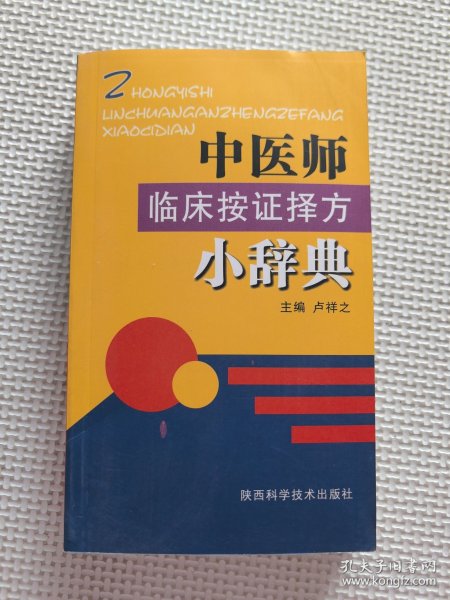 ZHONGYISHI
LINCHUANGANZHENGZEFANG
XIAOCIDIAN
中医师
临床按证择方
小辞典
主编 卢祥之
陕西科学技术出版社
孔夫子旧书网
www.kongfz.com